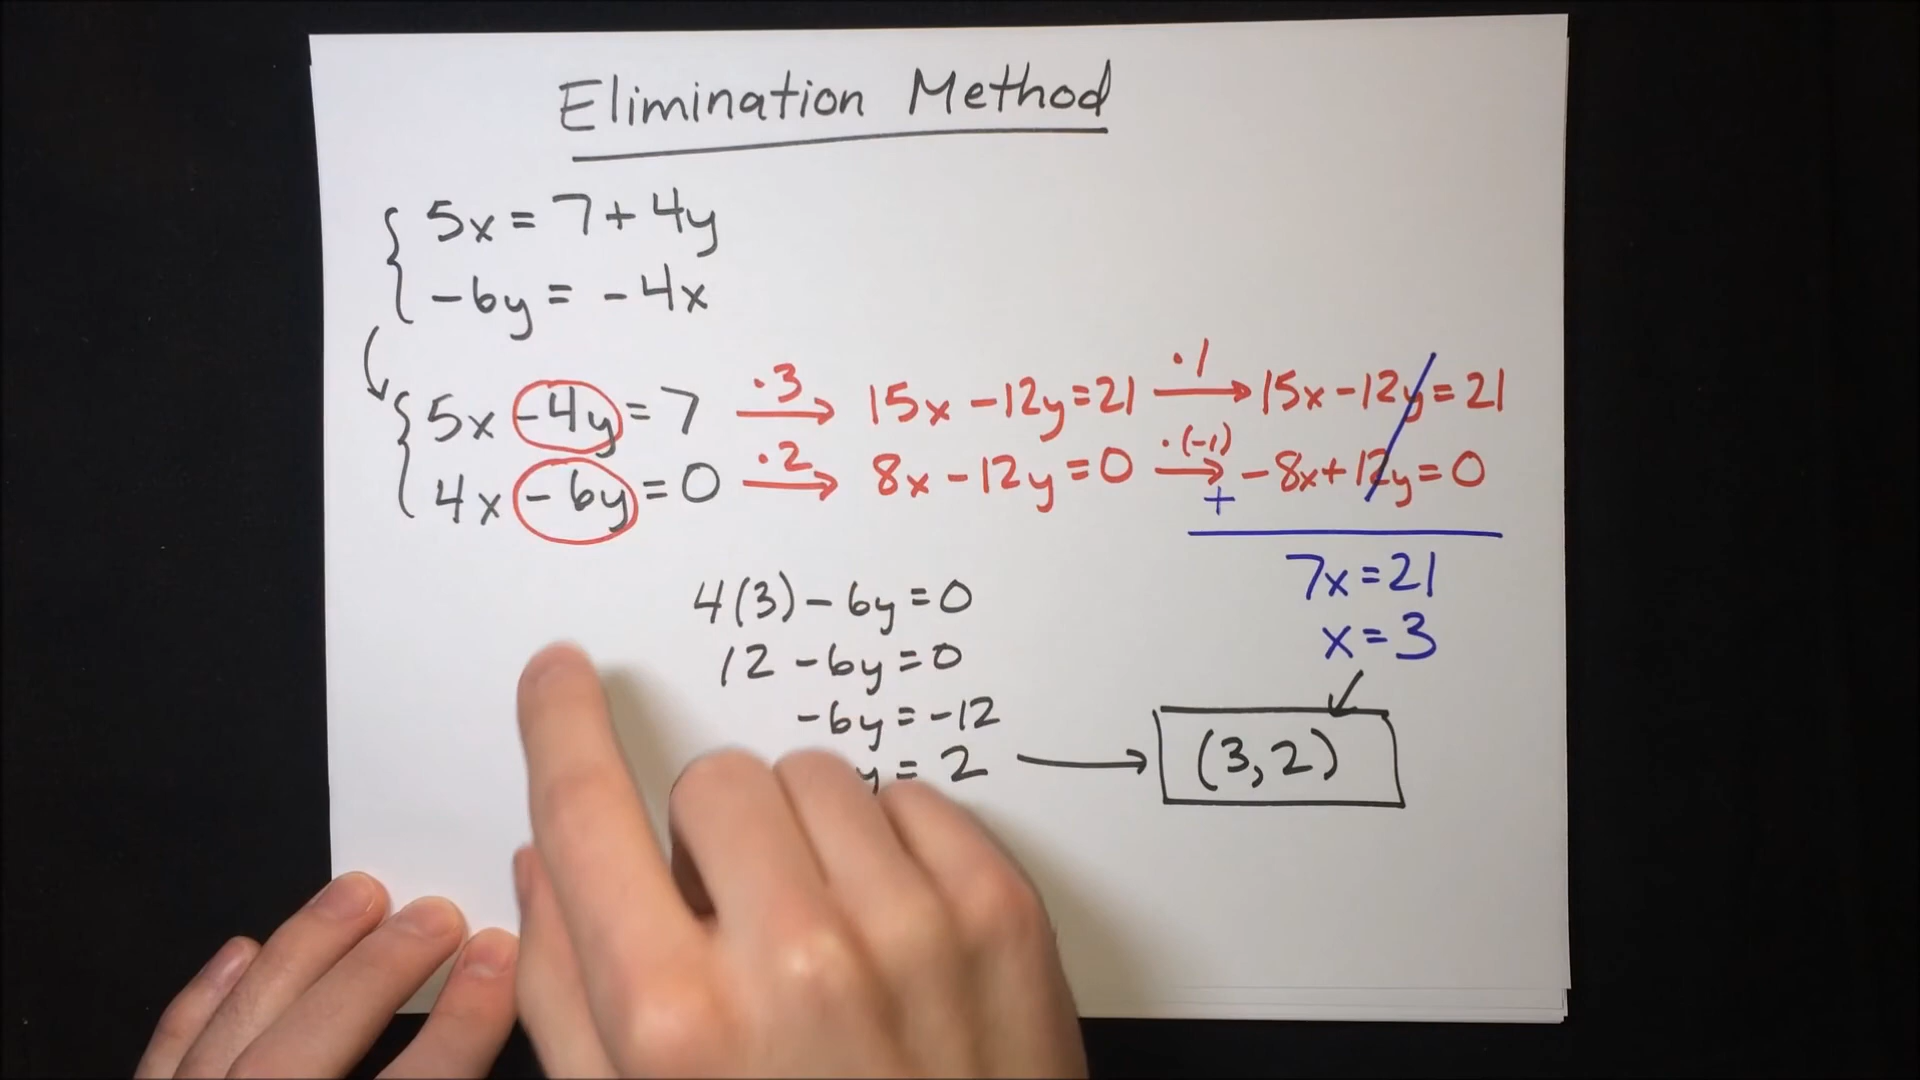 Elimination Method
5x = 7 + 4y
-6y = -4x
5x - 4y = 7 ·3 15x - 12y = 21 ·1 15x - 12y = 21
4x - 6y = 0 ·2 8x - 12y = 0 ·(-1) -8x + 12y = 0
+
7x = 21
x = 3
4(3) - 6y = 0
12 - 6y = 0
-6y = -12
y = 2
(3, 2)